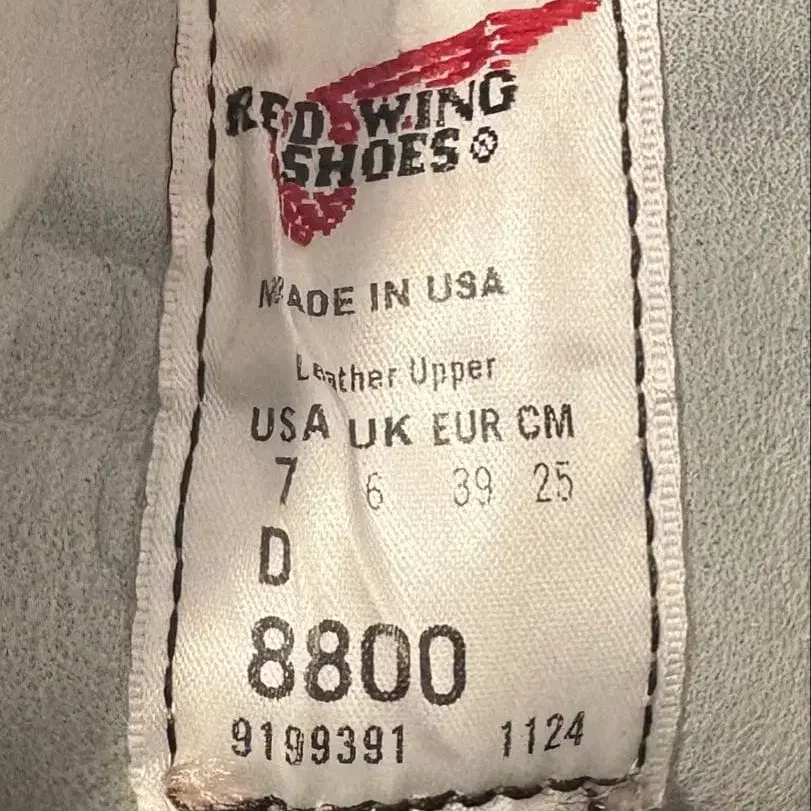 RED WING
SHOES®
MADE IN USA
Leather Upper
USA UK EUR CM
7 6 39 25
D
8800
9199391 1124